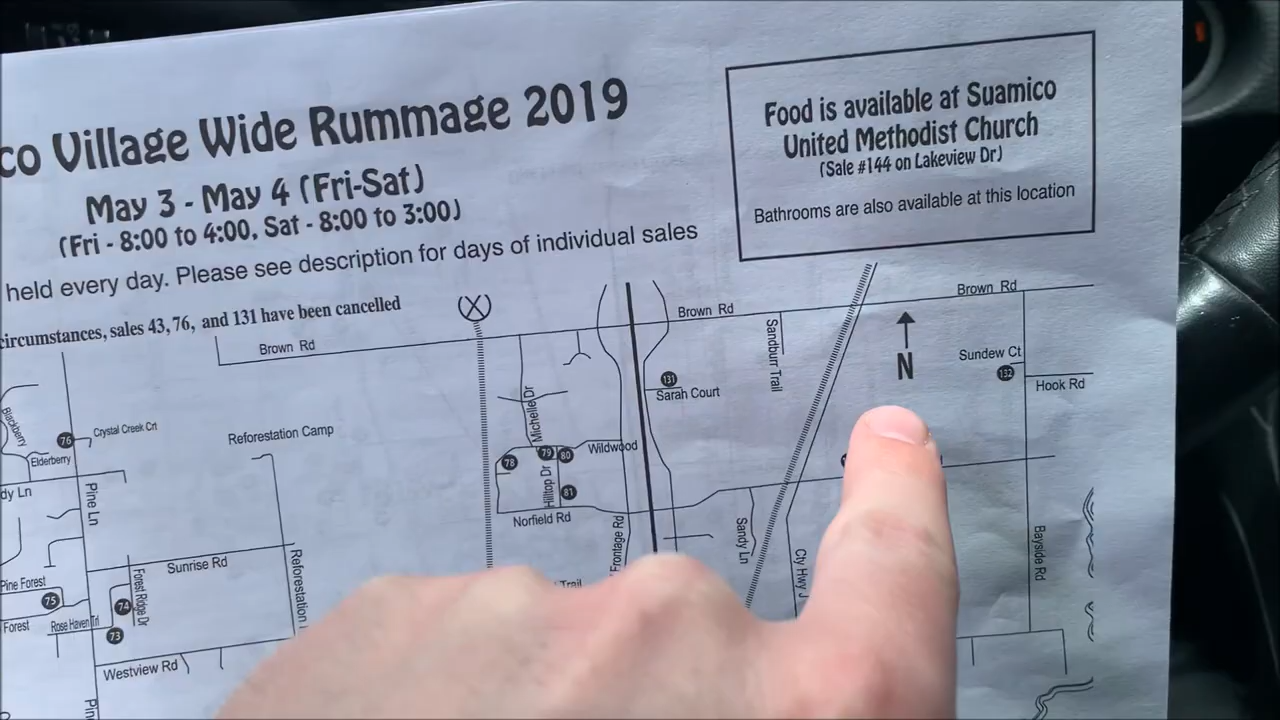 Village Wide Rummage 2019
May 3 - May 4 (Fri-Sat)
(Fri - 8:00 to 4:00, Sat - 8:00 to 3:00)
held every day. Please see description for days of individual sales
circumstances, sales 43, 76, and 131 have been cancelled
Food is available at Suamico
United Methodist Church
(Sale #144 on Lakeview Dr)
Bathrooms are also available at this location
X
Brown Rd
Brown Rd
Brown Rd
N
Sandburr Trail
Sundew Ct
132
Hook Rd
131
Sarah Court
Michelle Dr
Blackberry
76
Crystal Creek Crt
Elderberry
Reforestation Camp
78
79
80
Wildwood
Hilltop Dr
81
Norfield Rd
Frontage Rd
Sandy Ln
Cty Hwy J
Bayside Rd
dy Ln
Pine Ln
Sunrise Rd
Reforestation
Pine Forest
75
Forest
Rose Haven Trl
74
Forest Ridge Dr
73
Trail
Westview Rd